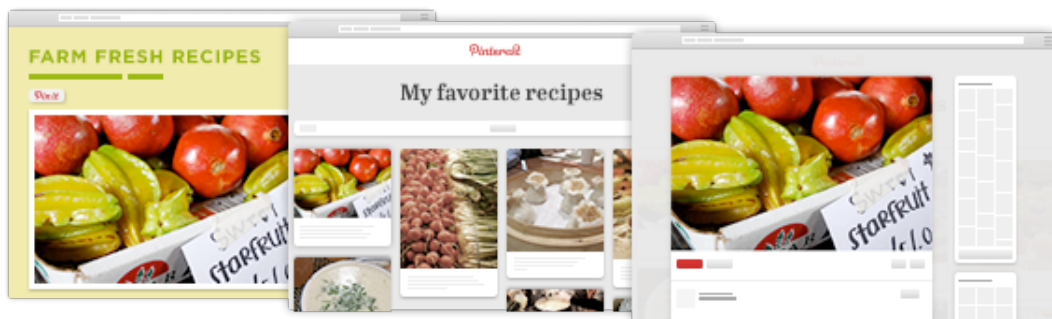 FARM FRESH RECIPES
Pin it
SWEET
STARFRUIT
Pinterest
My favorite recipes
SWEET
STARFRUIT